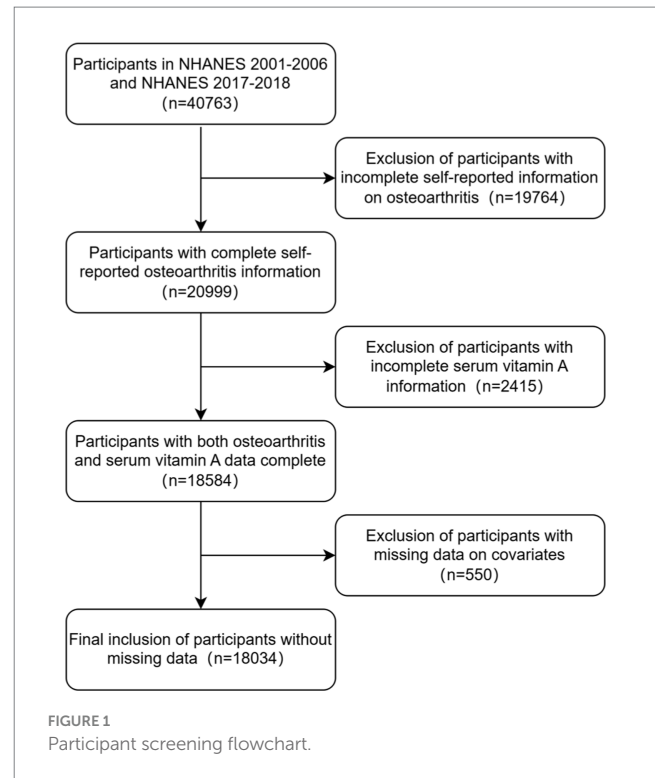 Participants in NHANES 2001-2006
and NHANES 2017-2018
(n=40763)
Exclusion of participants with
incomplete self-reported information
on osteoarthritis (n=19764)
Participants with complete self-
reported osteoarthritis information
(n=20999)
Exclusion of participants with
incomplete serum vitamin A
information (n=2415)
Participants with both osteoarthritis
and serum vitamin A data complete
(n=18584)
Exclusion of participants with
missing data on covariates
(n=550)
Final inclusion of participants without
missing data (n=18034)
FIGURE 1
Participant screening flowchart.